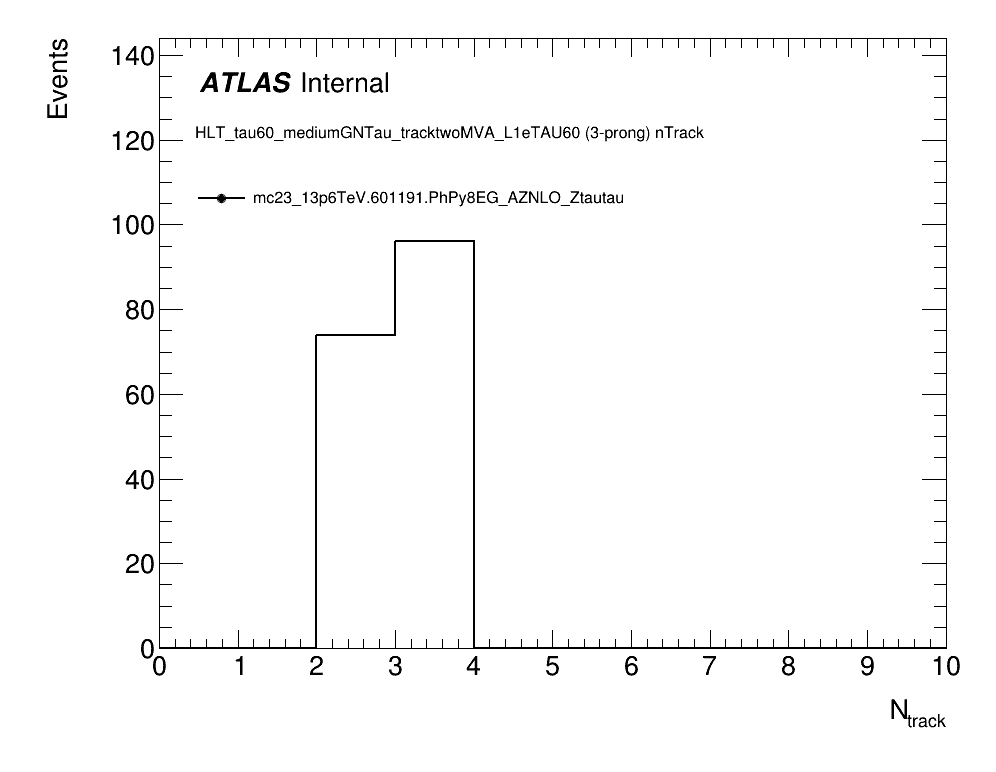 Events
140
120
100
80
60
40
20
0
ATLAS Internal
HLT_tau60_mediumGNTau_tracktwoMVA_L1eTAU60 (3-prong) nTrack
mc23_13p6TeV.601191.PhPy8EG_AZNLO_Ztautau
0 1 2 3 4 5 6 7 8 9 10
N_track